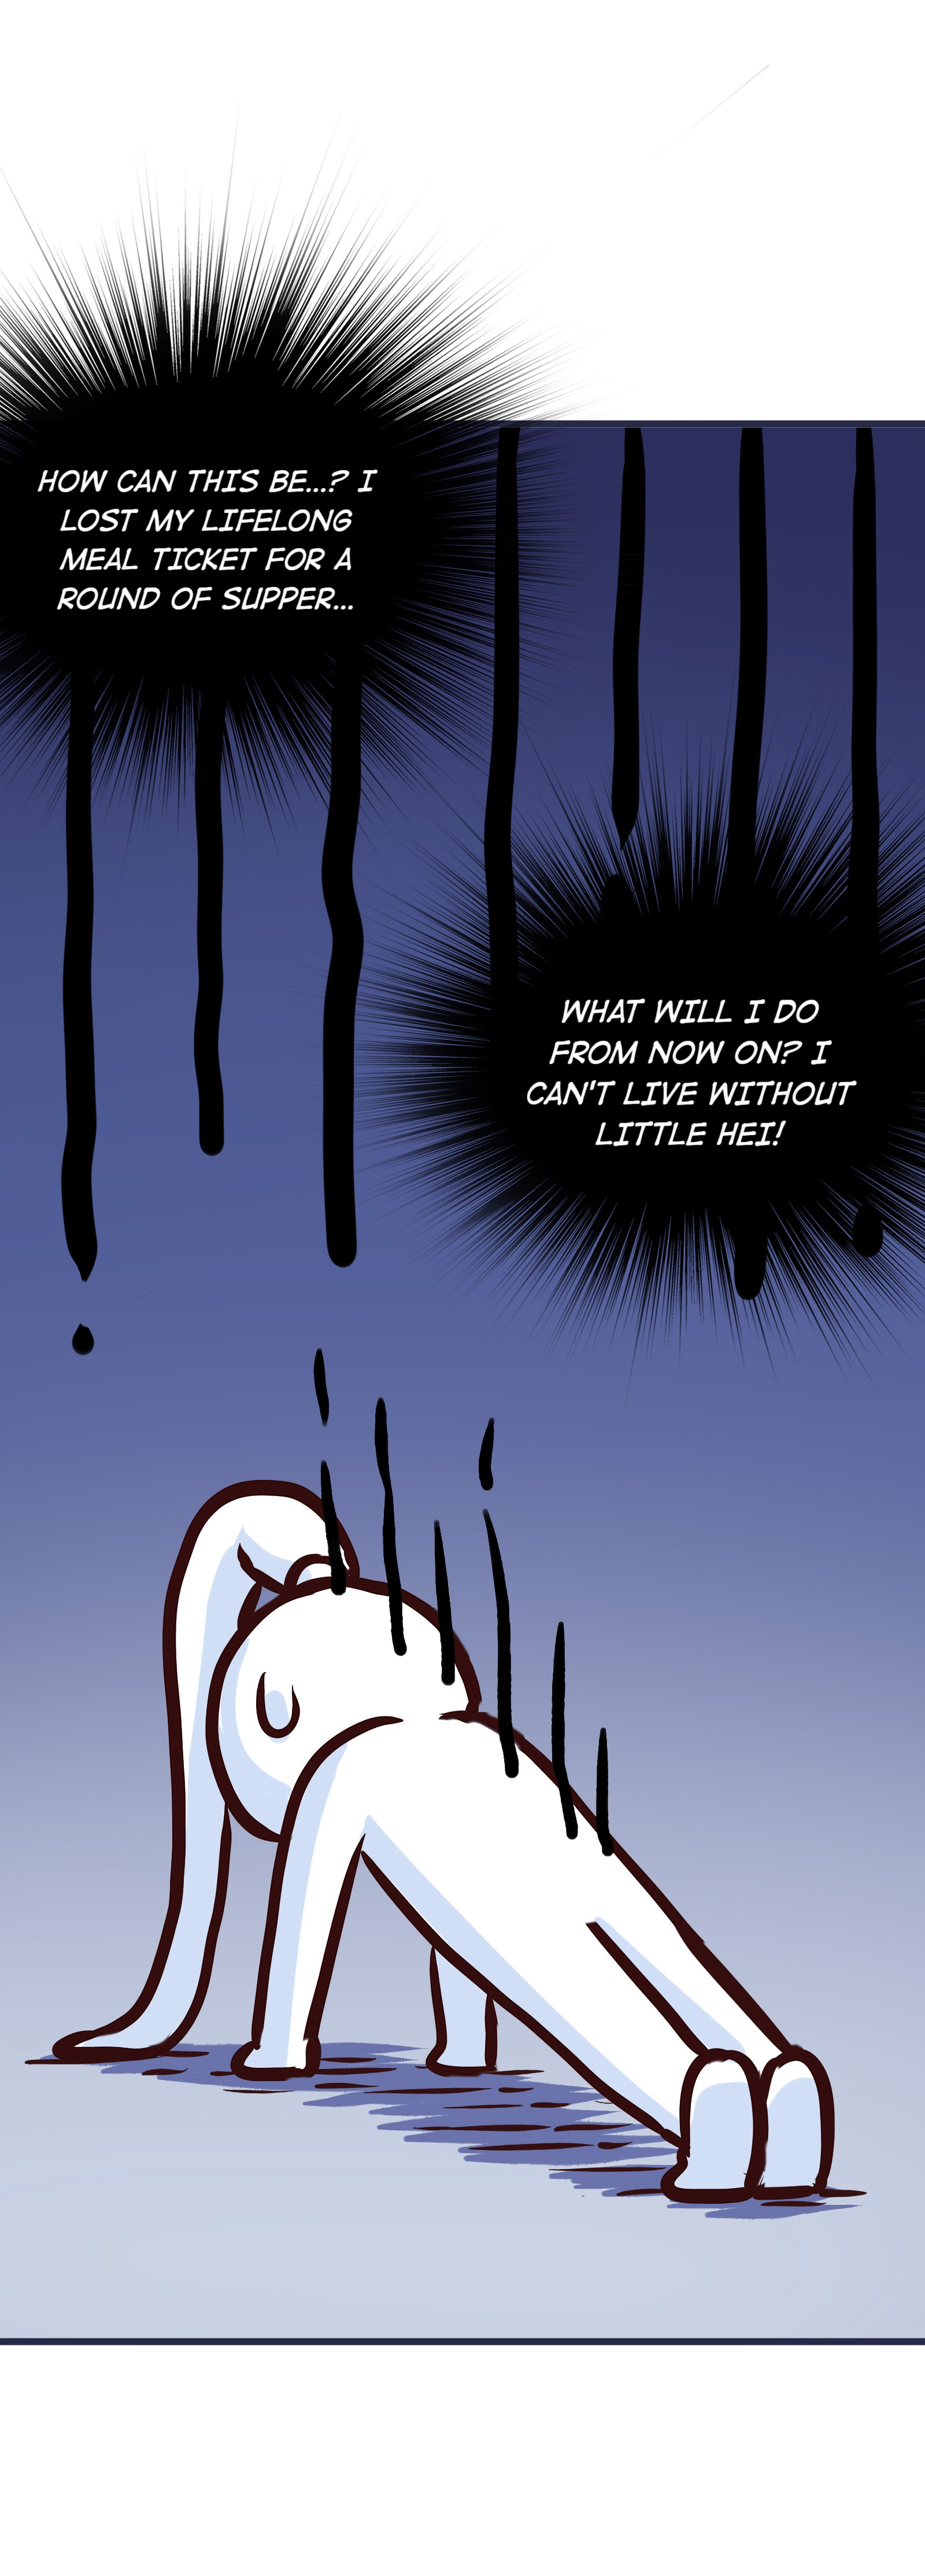 HOW CAN THIS BE...? I
LOST MY LIFELONG
MEAL TICKET FOR A
ROUND OF SUPPER...
WHAT WILL I DO
FROM NOW ON? I
CAN'T LIVE WITHOUT
LITTLE HEI!